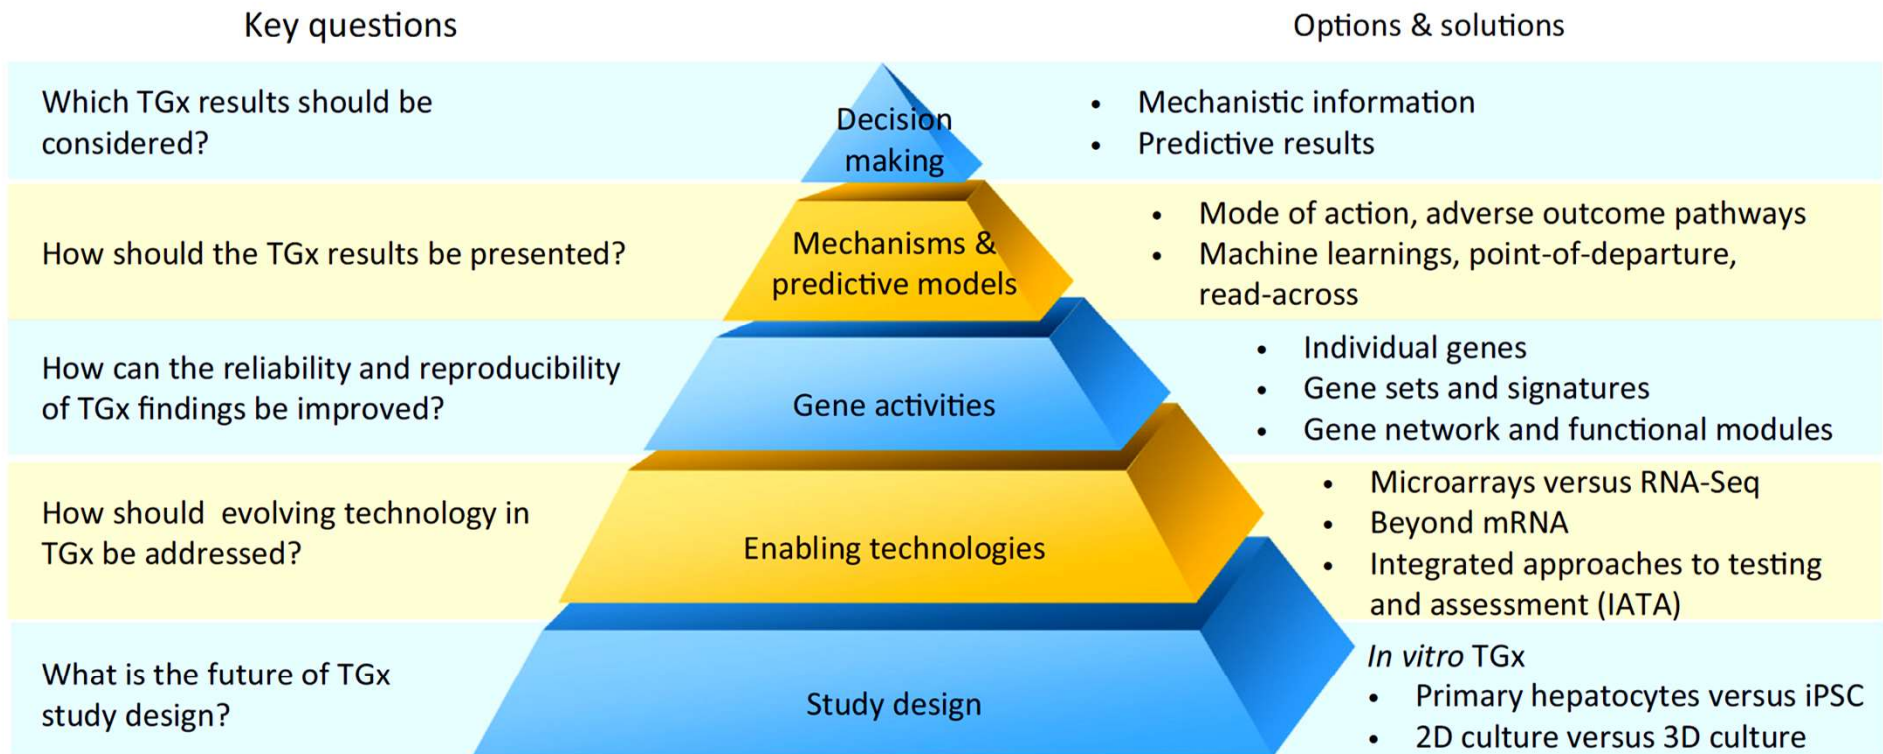 Key questions
Options & solutions
Which TGx results should be
considered?
Decision
making
• Mechanistic information
• Predictive results
How should the TGx results be presented?
Mechanisms &
predictive models
• Mode of action, adverse outcome pathways
• Machine learnings, point-of-departure,
read-across
How can the reliability and reproducibility
of TGx findings be improved?
Gene activities
• Individual genes
• Gene sets and signatures
• Gene network and functional modules
How should evolving technology in
TGx be addressed?
Enabling technologies
• Microarrays versus RNA-Seq
• Beyond mRNA
• Integrated approaches to testing
and assessment (IATA)
What is the future of TGx
study design?
Study design
In vitro TGx
• Primary hepatocytes versus iPSC
• 2D culture versus 3D culture